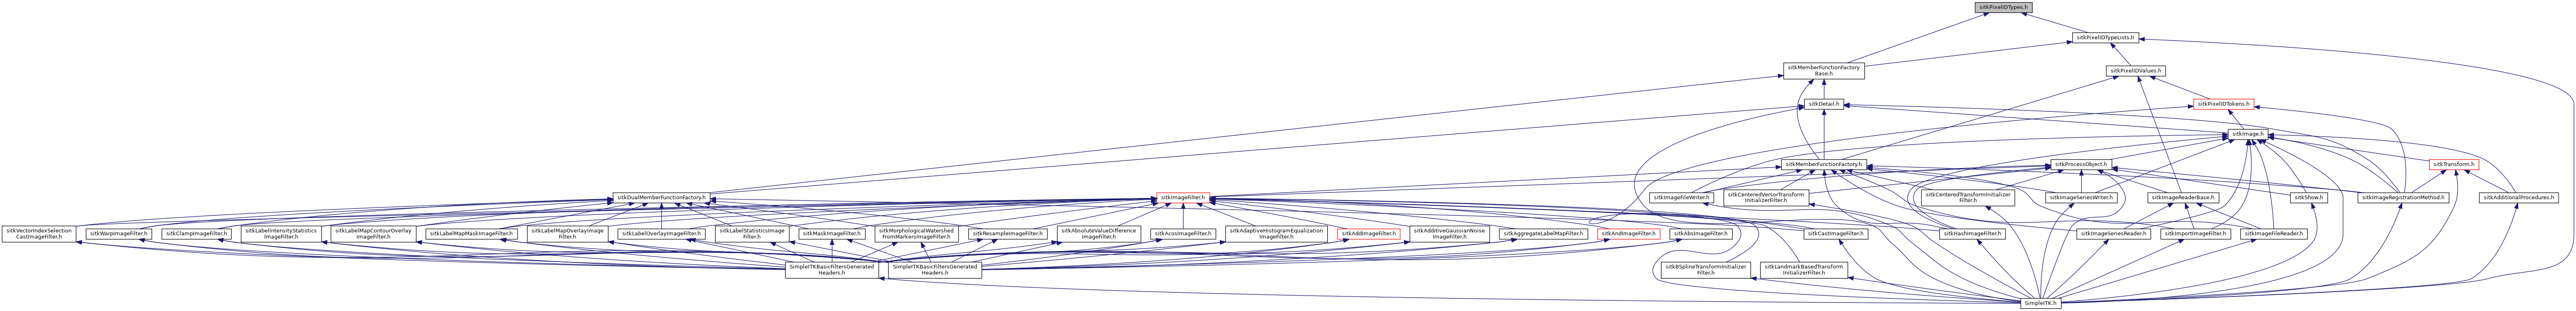 sitkPixelIDTypes.h
sitkPixelIDTypeLists.h
sitkMemberFunctionFactory
Base.h
sitkPixelIDValues.h
sitkDetail.h
sitkPixelIDTokens.h
sitkImage.h
sitkMemberFunctionFactory.h
sitkProcessObject.h
sitkTransform.h
sitkDualMemberFunctionFactory.h
sitkImageFilter.h
sitkImageFileWriter.h
sitkCenteredVersorTransform
InitializerFilter.h
sitkCenteredTransformInitializer
Filter.h
sitkImageSeriesWriter.h
sitkImageReaderBase.h
sitkShow.h
sitkImageRegistrationMethod.h
sitkAdditionalProcedures.h
sitkVectorIndexSelection
CastImageFilter.h
sitkWarpImageFilter.h
sitkClampImageFilter.h
sitkLabelIntensityStatistics
ImageFilter.h
sitkLabelMapContourOverlay
ImageFilter.h
sitkLabelMapMaskImageFilter.h
sitkLabelMapOverlayImage
Filter.h
sitkLabelOverlayImageFilter.h
sitkLabelStatisticsImage
Filter.h
sitkMaskImageFilter.h
sitkMorphologicalWatershed
FromMarkersImageFilter.h
sitkResampleImageFilter.h
sitkAbsoluteValueDifference
ImageFilter.h
sitkAcosImageFilter.h
sitkAdaptiveHistogramEqualization
ImageFilter.h
sitkAddImageFilter.h
sitkAdditiveGaussianNoise
ImageFilter.h
sitkAggregateLabelMapFilter.h
sitkAndImageFilter.h
sitkAbsImageFilter.h
sitkCastImageFilter.h
sitkHashImageFilter.h
sitkImageSeriesReader.h
sitkImportImageFilter.h
sitkImageFileReader.h
SimpleITKBasicFiltersGenerated
Headers.h
SimpleITKBasicFiltersGenerated
Headers.h
sitkBSplineTransformInitializer
Filter.h
sitkLandmarkBasedTransform
InitializerFilter.h
SimpleITK.h